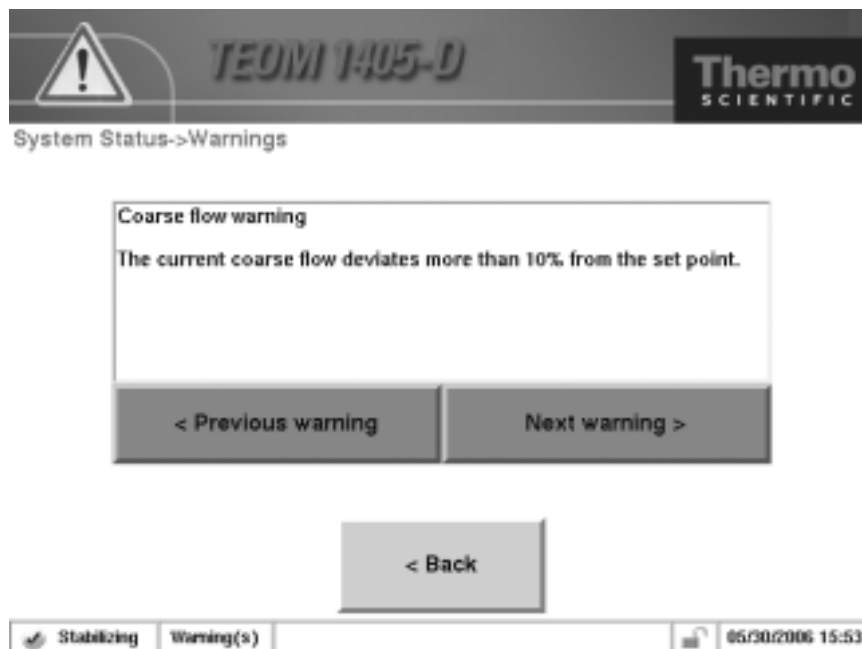 TEOM 1405-D
Thermo
SCIENTIFIC
System Status->Warnings
Coarse flow warning
The current coarse flow deviates more than 10% from the set point.
< Previous warning
Next warning >
< Back
Stabilizing
Warning(s)
05/30/2006 15:53